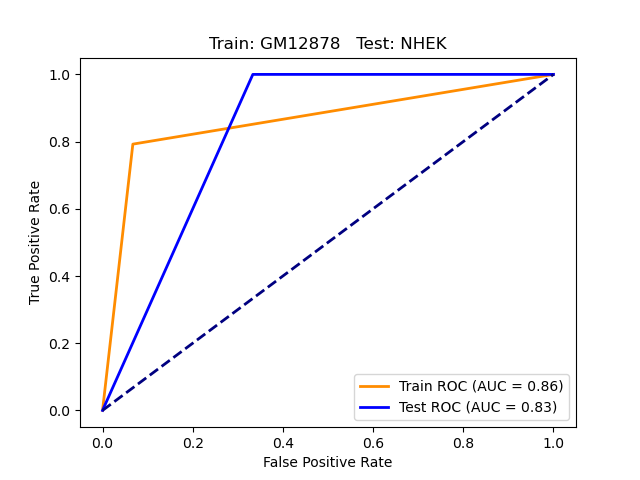 Train: GM12878   Test: NHEK
True Positive Rate
1.0
0.8
0.6
0.4
0.2
0.0
Train ROC (AUC = 0.86)
Test ROC (AUC = 0.83)
0.0 0.2 0.4 0.6 0.8 1.0
False Positive Rate